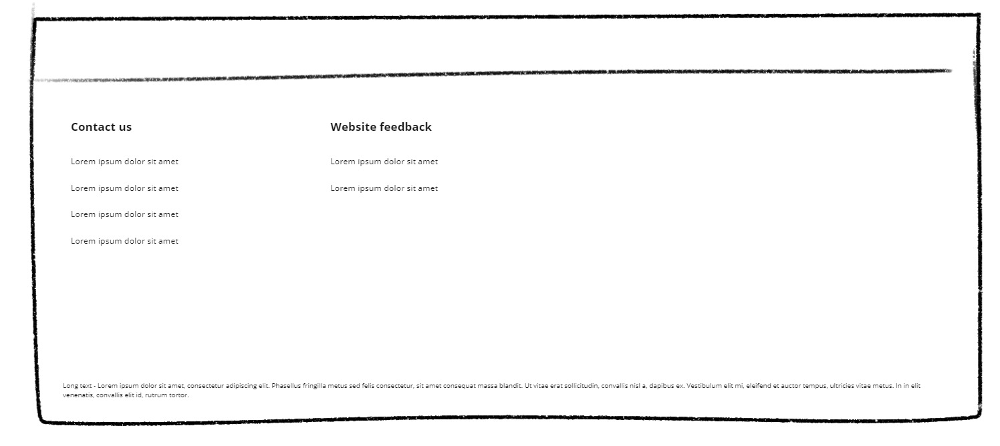 Contact us
Lorem ipsum dolor sit amet
Lorem ipsum dolor sit amet
Lorem ipsum dolor sit amet
Lorem ipsum dolor sit amet
Website feedback
Lorem ipsum dolor sit amet
Lorem ipsum dolor sit amet
Long text - Lorem ipsum dolor sit amet, consectetur adipiscing elit. Phasellus fringilla metus sed felis consectetur, sit amet consequat massa blandit. Ut vitae erat sollicitudin, convallis nisl a, dapibus ex. Vestibulum elit mi, eleifend et auctor tempus, ultricies vitae metus. In in elit
venenatis, convallis elit id, rutrum tortor.